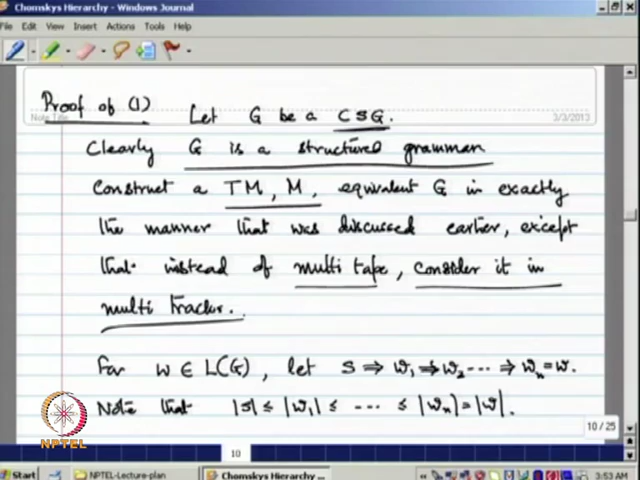 Chomskys Hierarchy - Windows Journal
File Edit View Insert Actions Tools Help
Proof of (1) Let G be a CSG.
Note Title 3/3/2013
Clearly G is a structured grammar
Construct a TM, M, equivalent G in exactly
the manner that was discussed earlier, except
that instead of multi tape, consider it in
multi tracks.
For w ∈ L(G), let S ⇒ w₁ ⇒ w₂ ... ⇒ wₙ = w.
Note that |S| ≤ |w₁| ≤ ... ≤ |wₙ| = |w|.
NPTEL
10 / 25
10
Start NPTEL-Lecture-plan Chomskys Hierarchy - ... 3:53 AM